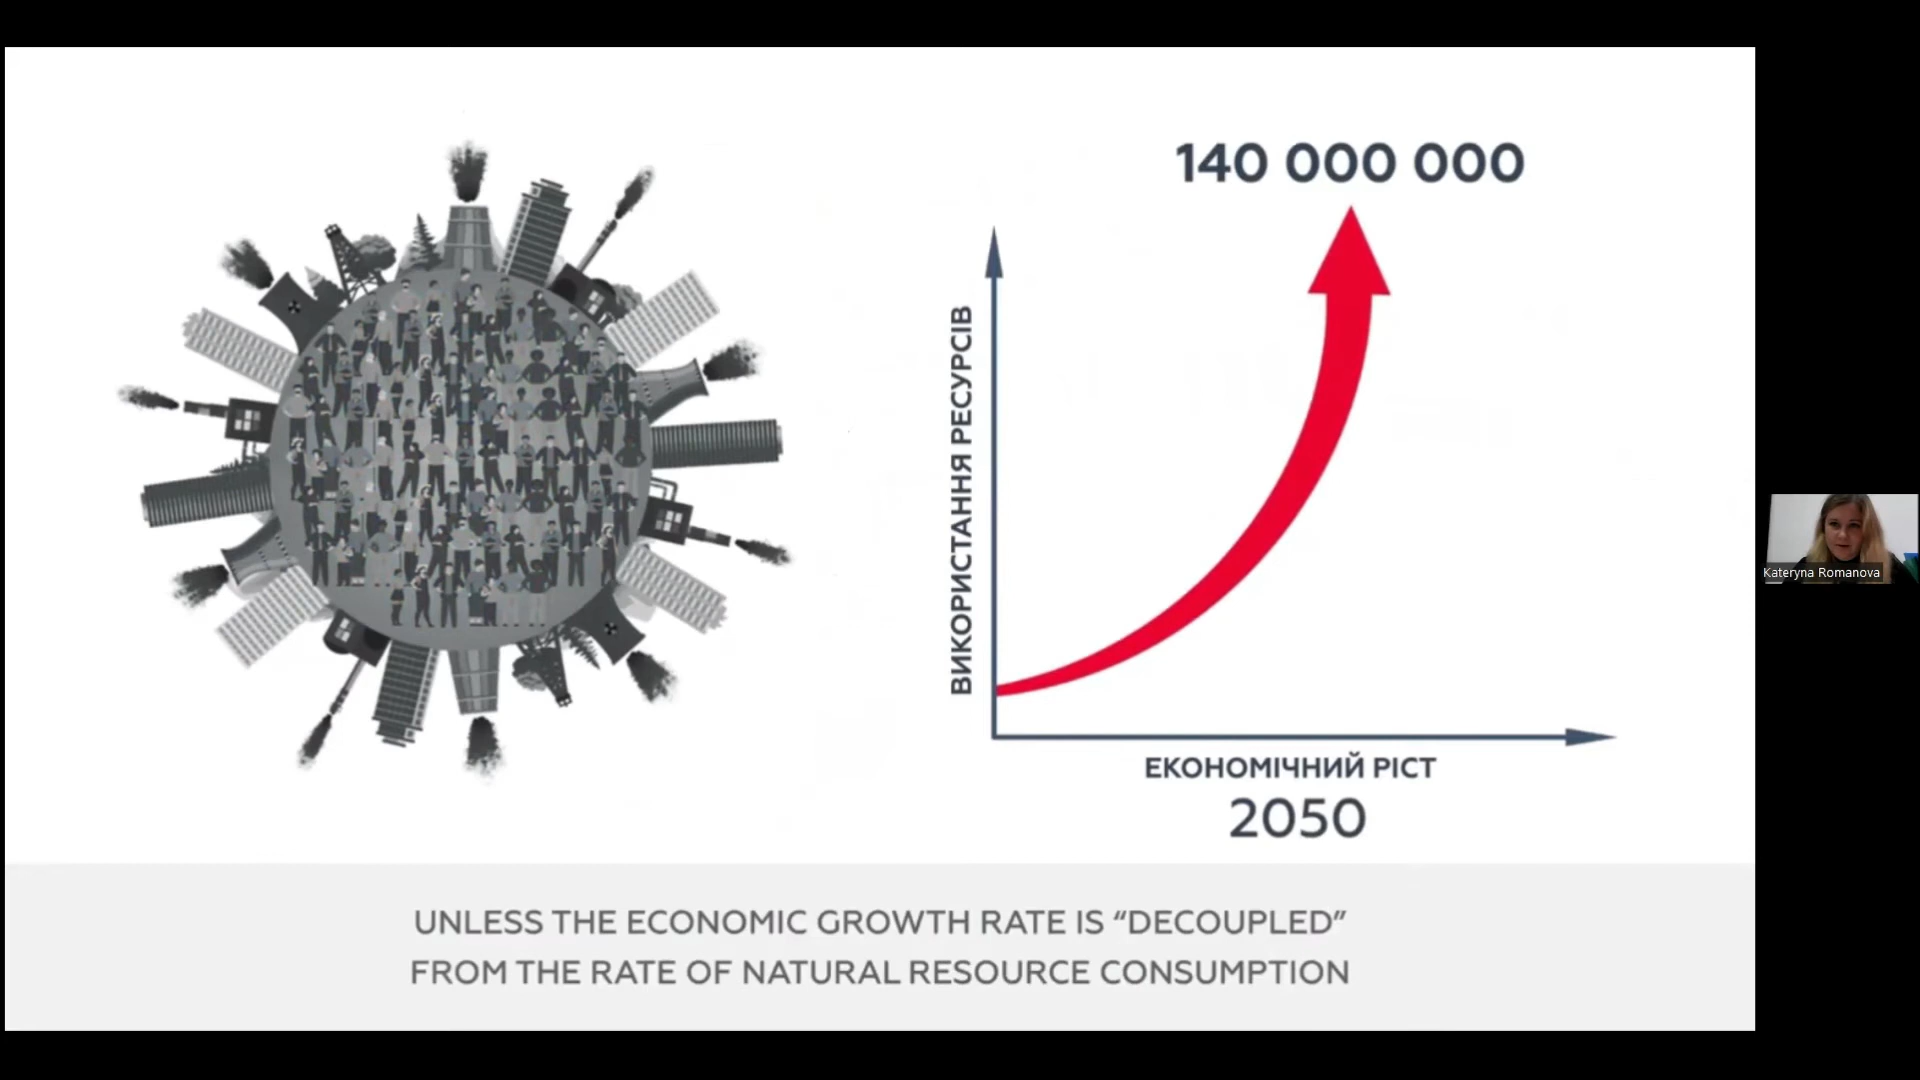 140 000 000
ВИКОРИСТАННЯ РЕСУРСІВ
ЕКОНОМІЧНИЙ РІСТ
2050
UNLESS THE ECONOMIC GROWTH RATE IS “DECOUPLED”
FROM THE RATE OF NATURAL RESOURCE CONSUMPTION
Kateryna Romanova